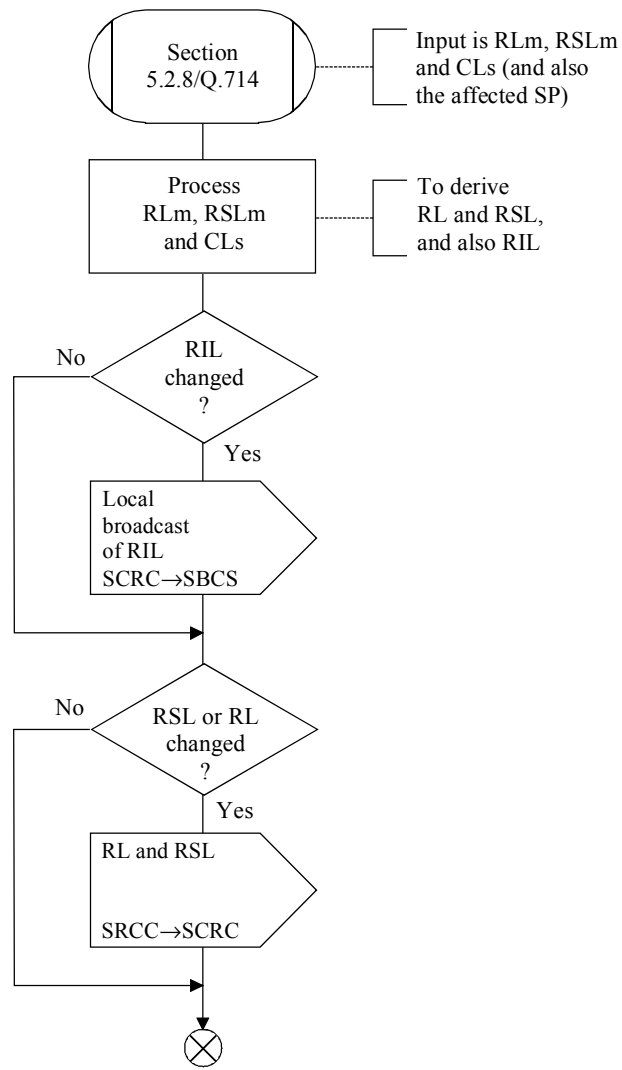 Section
5.2.8/Q.714
Input is RLm, RSLm
and CLs (and also
the affected SP)
Process
RLm, RSLm
and CLs
To derive
RL and RSL,
and also RIL
No
RIL
changed
?
Yes
Local
broadcast
of RIL
SCRC→SBCS
No
RSL or RL
changed
?
Yes
RL and RSL
SRCC→SCRC